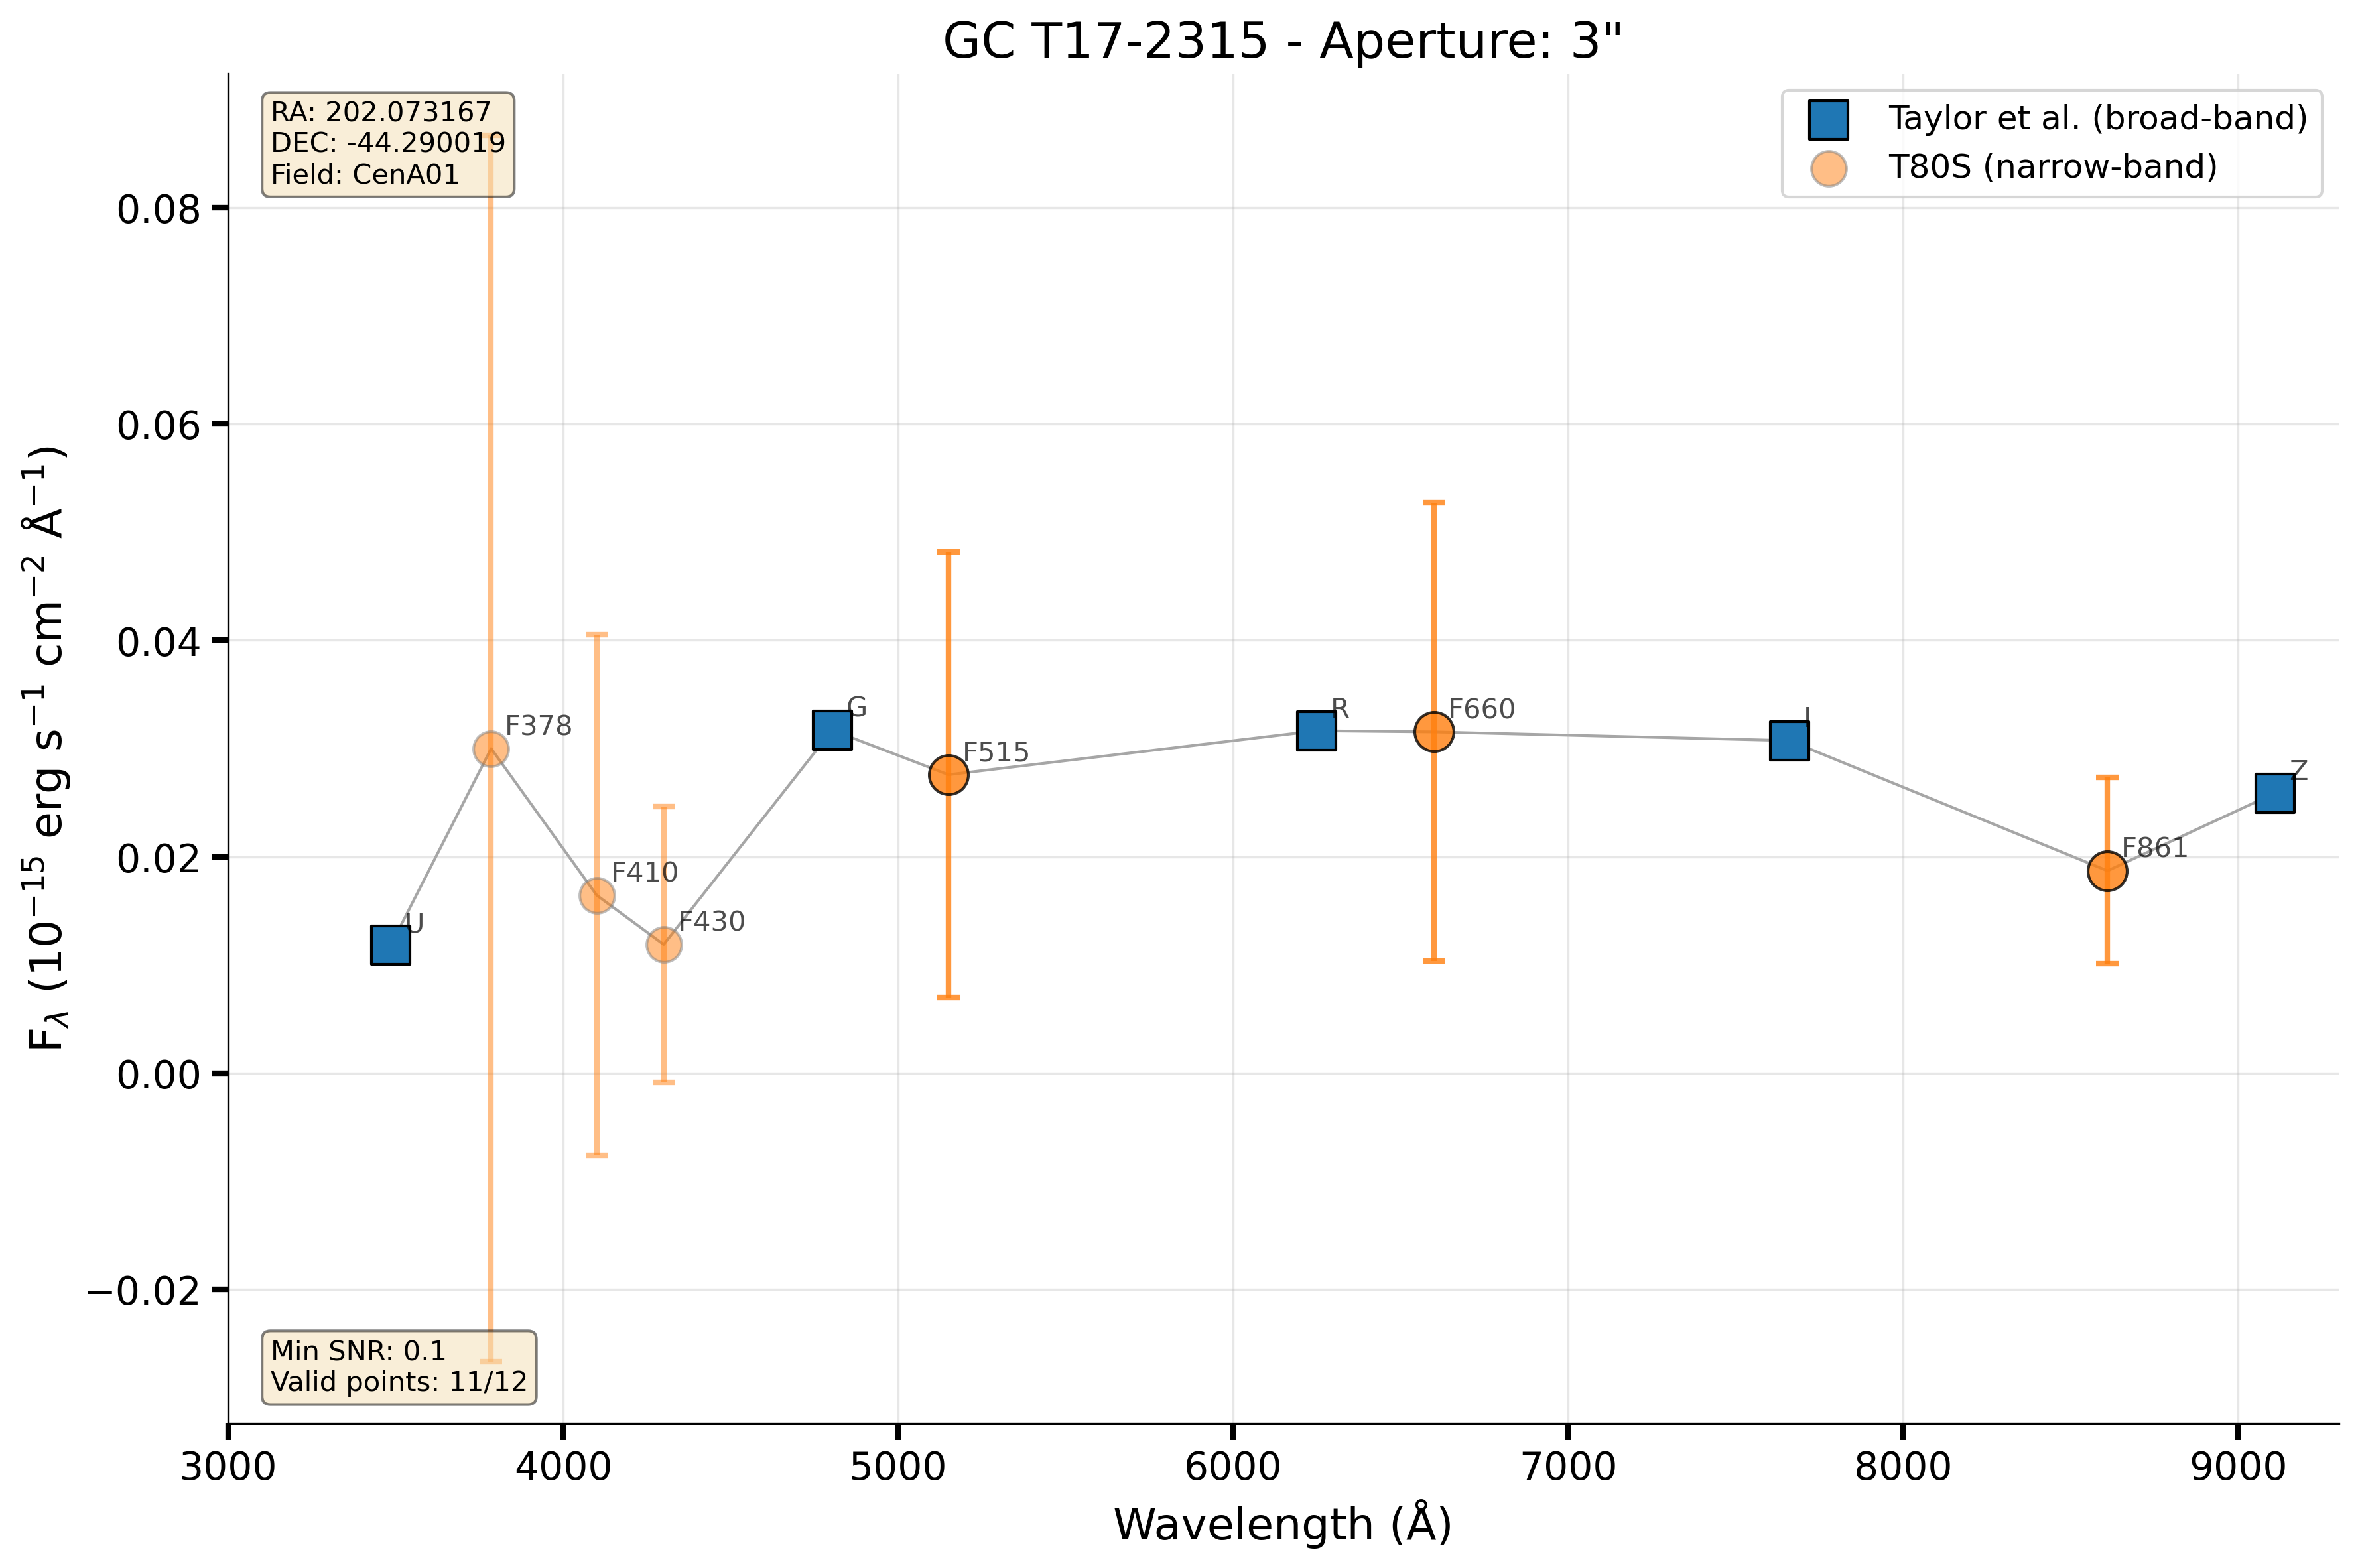 GC T17-2315 - Aperture: 3"
RA: 202.073167
DEC: -44.290019
Field: CenA01
Taylor et al. (broad-band)
T80S (narrow-band)
0.08
0.06
0.04
0.02
0.00
−0.02
F$_{λ}$ (10$^{−15}$ erg s$^{−1}$ cm$^{−2}$ Å$^{−1}$)
U
F378
F410
F430
G
F515
R
F660
I
F861
Z
Min SNR: 0.1
Valid points: 11/12
3000 4000 5000 6000 7000 8000 9000
Wavelength (Å)